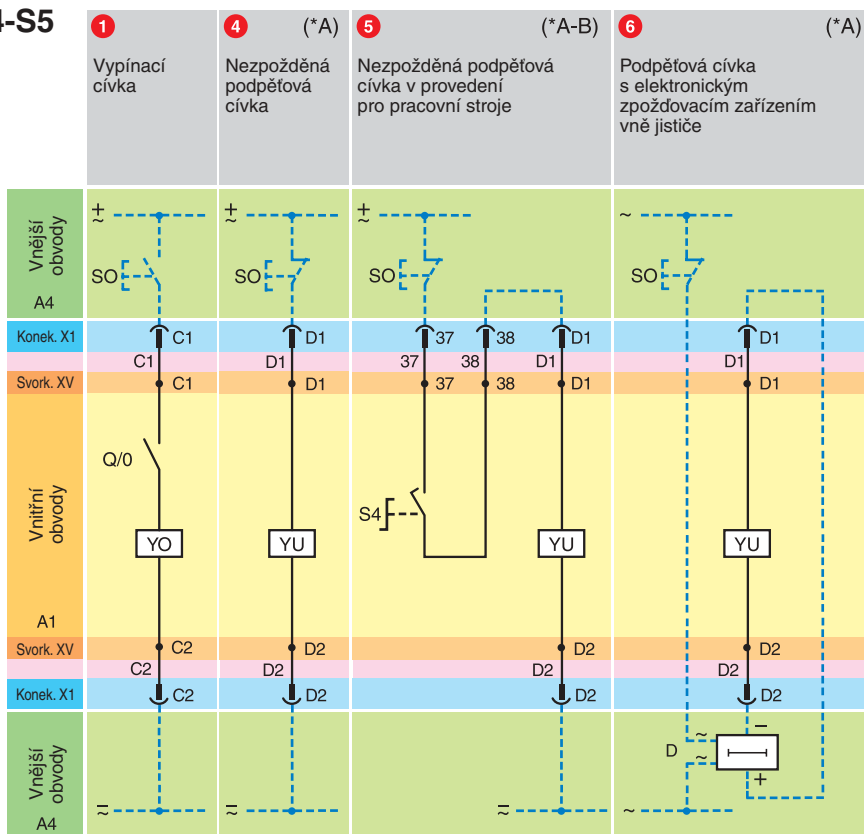 4-S5
1
Vypínací
cívka
4 (*A)
Nezpožděná
podpěťová
cívka
5 (*A-B)
Nezpožděná podpěťová
cívka v provedení
pro pracovní stroje
6 (*A)
Podpěťová cívka
s elektronickým
zpožďovacím zařízením
vně jističe
Vnější
obvody
A4
+
~
+
~
+
~
~
SO
SO
SO
SO
Konek. X1
C1 D1 37 38 D1 D1
C1 D1 37 38 D1 D1
Svork. XV
C1 D1 37 38 D1 D1
Vnitřní
obvody
A1
Q/0
S4
YO YU YU YU
Svork. XV
C2 D2 D2 D2
C2 D2 D2 D2
Konek. X1
C2 D2 D2 D2
Vnější
obvody
A4
D
~
~
−
+
~